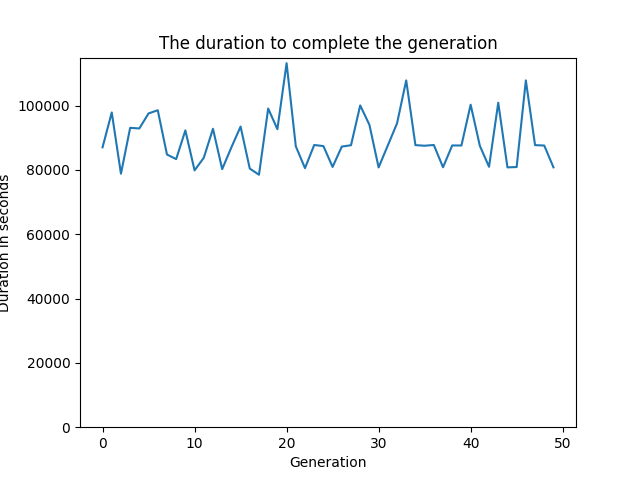 The duration to complete the generation
Duration in seconds
100000
80000
60000
40000
20000
0
0 10 20 30 40 50
Generation